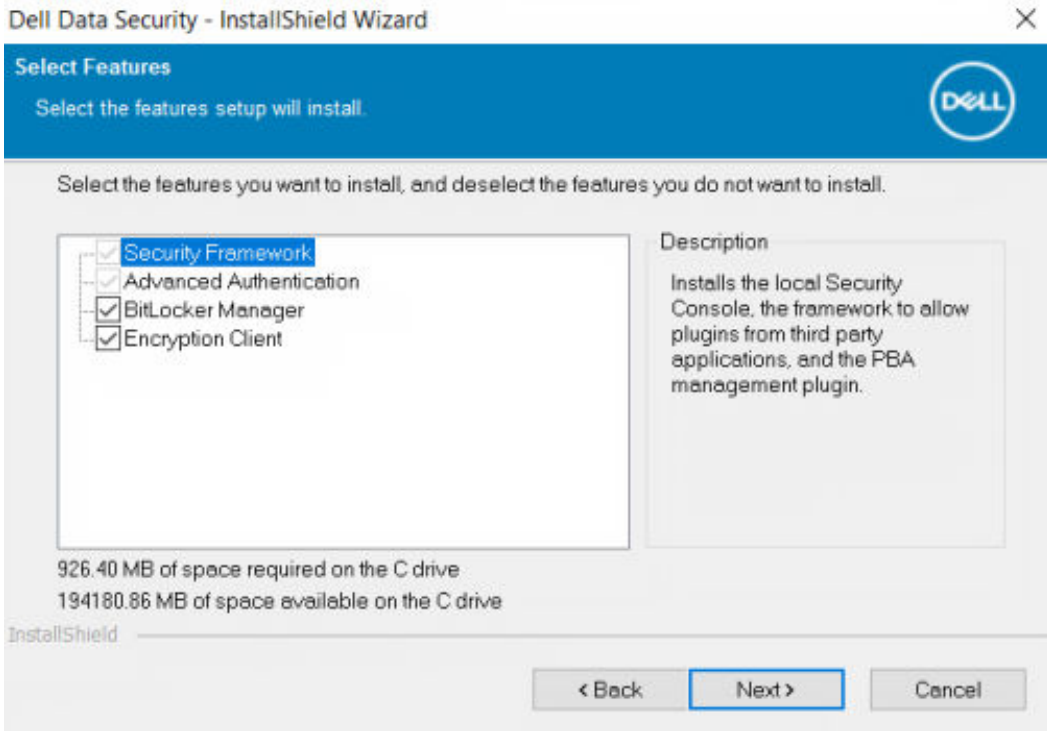 Dell Data Security - InstallShield Wizard
Select Features
Select the features setup will install.
DELL
Select the features you want to install, and deselect the features you do not want to install.
Security Framework
Advanced Authentication
BitLocker Manager
Encryption Client
Description
Installs the local Security
Console, the framework to allow
plugins from third party
applications, and the PBA
management plugin.
926.40 MB of space required on the C drive
194180.86 MB of space available on the C drive
InstallShield
< Back
Next >
Cancel